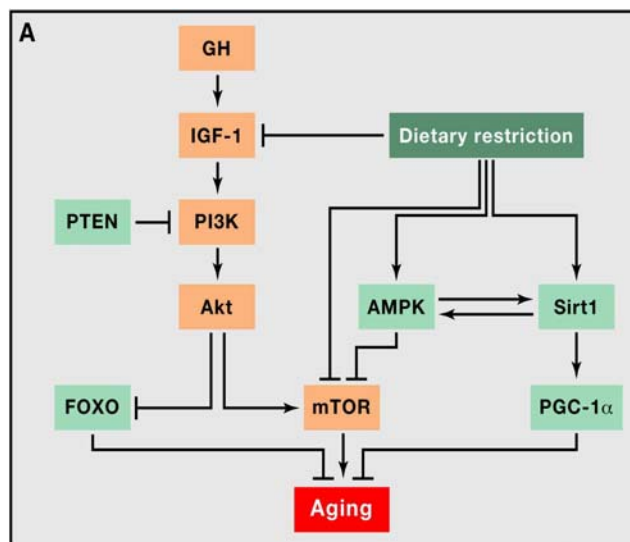 A
GH
IGF-1
Dietary restriction
PTEN
PI3K
Akt
AMPK
Sirt1
FOXO
mTOR
PGC-1α
Aging